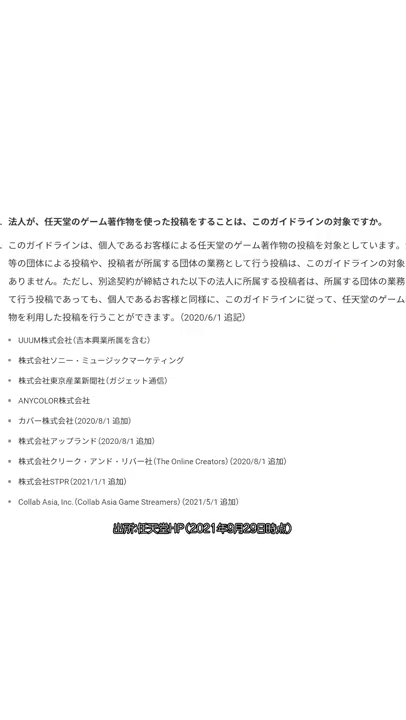 法人が、任天堂のゲーム著作物を使った投稿をすることは、このガイドラインの対象ですか。
このガイドラインは、個人であるお客様による任天堂のゲーム著作物の投稿を対象としています。
等の団体による投稿や、投稿者が所属する団体の業務として行う投稿は、このガイドラインの対象
ありません。ただし、別途契約が締結された以下の法人に所属する投稿者は、所属する団体の業務
て行う投稿であっても、個人であるお客様と同様に、このガイドラインに従って、任天堂のゲーム
物を利用した投稿を行うことができます。（2020/6/1 追記）
UUUM株式会社（吉本興業所属を含む）
株式会社ソニー・ミュージックマーケティング
株式会社東京産業新聞社（ガジェット通信）
ANYCOLOR株式会社
カバー株式会社（2020/8/1 追加）
株式会社アップランド（2020/8/1 追加）
株式会社クリーク・アンド・リバー社（The Online Creators）（2020/8/1 追加）
株式会社STPR（2021/1/1 追加）
Collab Asia, Inc.（Collab Asia Game Streamers）（2021/5/1 追加）
出所:任天堂HP（2021年9月29日時点）